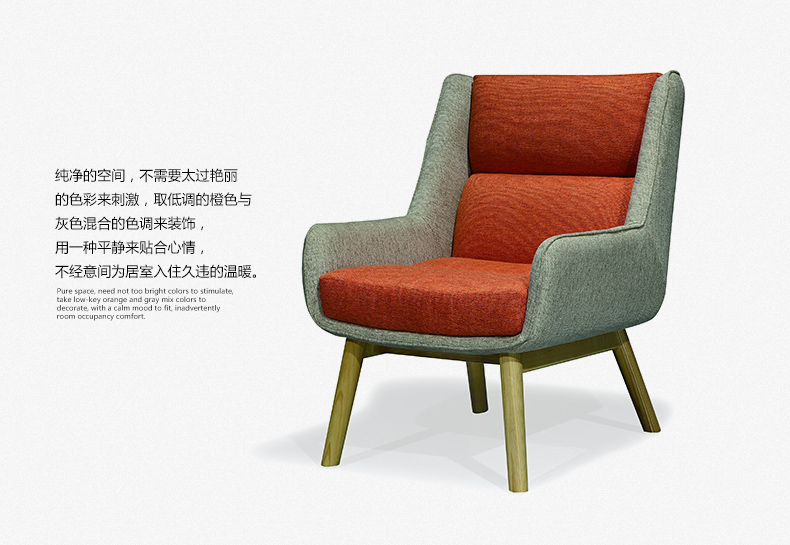 纯净的空间，不需要太过艳丽
的色彩来刺激，取低调的橙色与
灰色混合的色调来装饰，
用一种平静来贴合心情，
不经意间为居室入住久违的温暖。
Pure space, need not too bright colors to stimulate,
take low-key orange and gray mix colors to
decorate, with a calm mood to fit, inadvertently
room occupancy comfort.